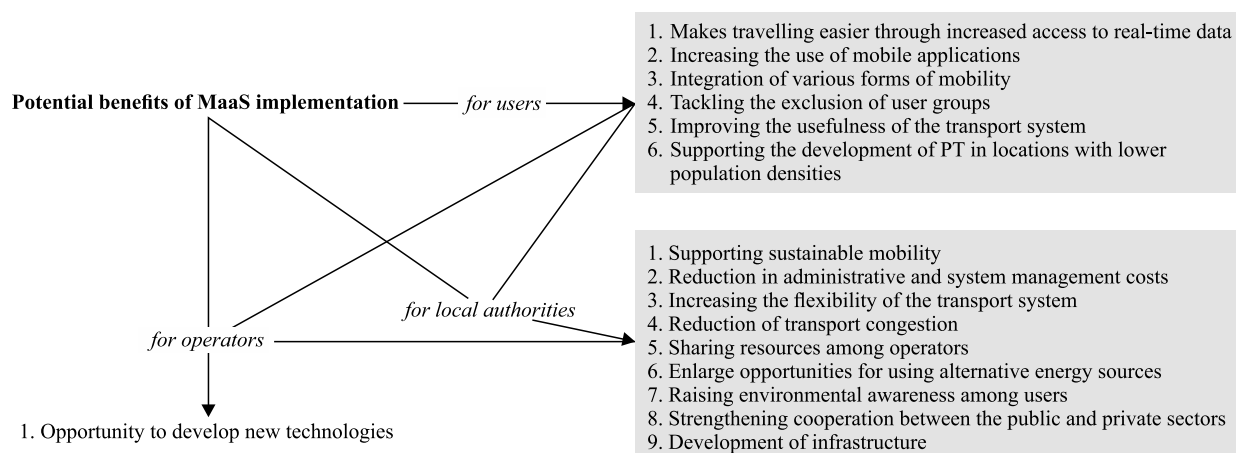 Potential benefits of MaaS implementation
for users
1. Makes travelling easier through increased access to real-time data
2. Increasing the use of mobile applications
3. Integration of various forms of mobility
4. Tackling the exclusion of user groups
5. Improving the usefulness of the transport system
6. Supporting the development of PT in locations with lower
population densities
for local authorities
for operators
1. Supporting sustainable mobility
2. Reduction in administrative and system management costs
3. Increasing the flexibility of the transport system
4. Reduction of transport congestion
5. Sharing resources among operators
6. Enlarge opportunities for using alternative energy sources
7. Raising environmental awareness among users
8. Strengthening cooperation between the public and private sectors
9. Development of infrastructure
1. Opportunity to develop new technologies